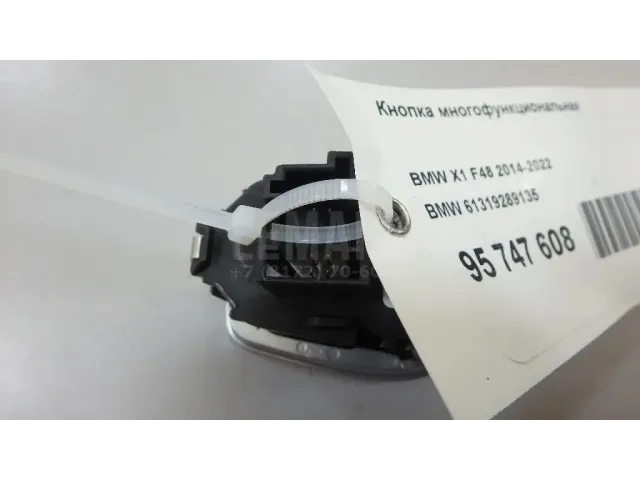 Кнопка многофункциональная
BMW X1 F48 2014-2022
BMW 61319289135
95 747 608